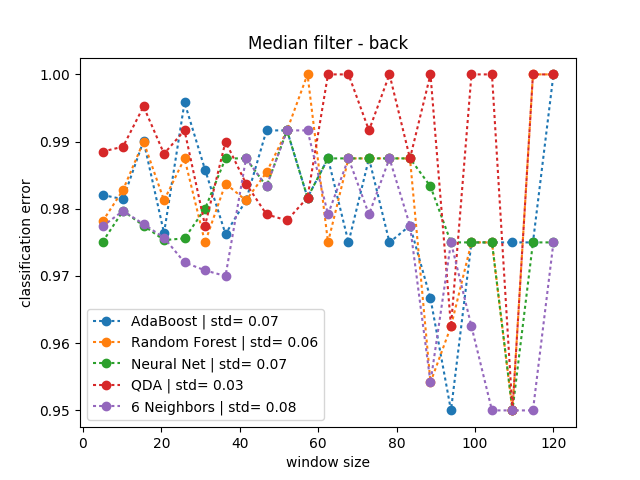 Median filter - back
1.00
0.99
0.98
0.97
0.96
0.95
classification error
AdaBoost | std= 0.07
Random Forest | std= 0.06
Neural Net | std= 0.07
QDA | std= 0.03
6 Neighbors | std= 0.08
0 20 40 60 80 100 120
window size